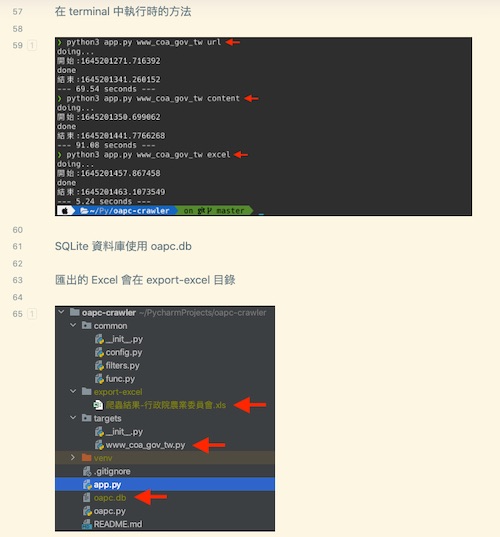 57 在 terminal 中執行時的方法
58
59 1
❯ python3 app.py www_coa_gov_tw url
doing...
開始:1645201271.716392
done
結束:1645201341.260152
--- 69.54 seconds ---
❯ python3 app.py www_coa_gov_tw content
doing...
開始:1645201350.699062
done
結束:1645201441.7766268
--- 91.08 seconds ---
❯ python3 app.py www_coa_gov_tw excel
doing...
開始:1645201457.867458
done
結束:1645201463.1073549
--- 5.24 seconds ---
~/Py/oapc-crawler on master
60
61 SQLite 資料庫使用 oapc.db
62
63 匯出的 Excel 會在 export-excel 目錄
64
65 1
oapc-crawler ~/PycharmProjects/oapc-crawler
common
__init__.py
config.py
filters.py
func.py
export-excel
爬蟲結果-行政院農業委員會.xls
targets
__init__.py
www_coa_gov_tw.py
venv
.gitignore
app.py
oapc.db
oapc.py
README.md